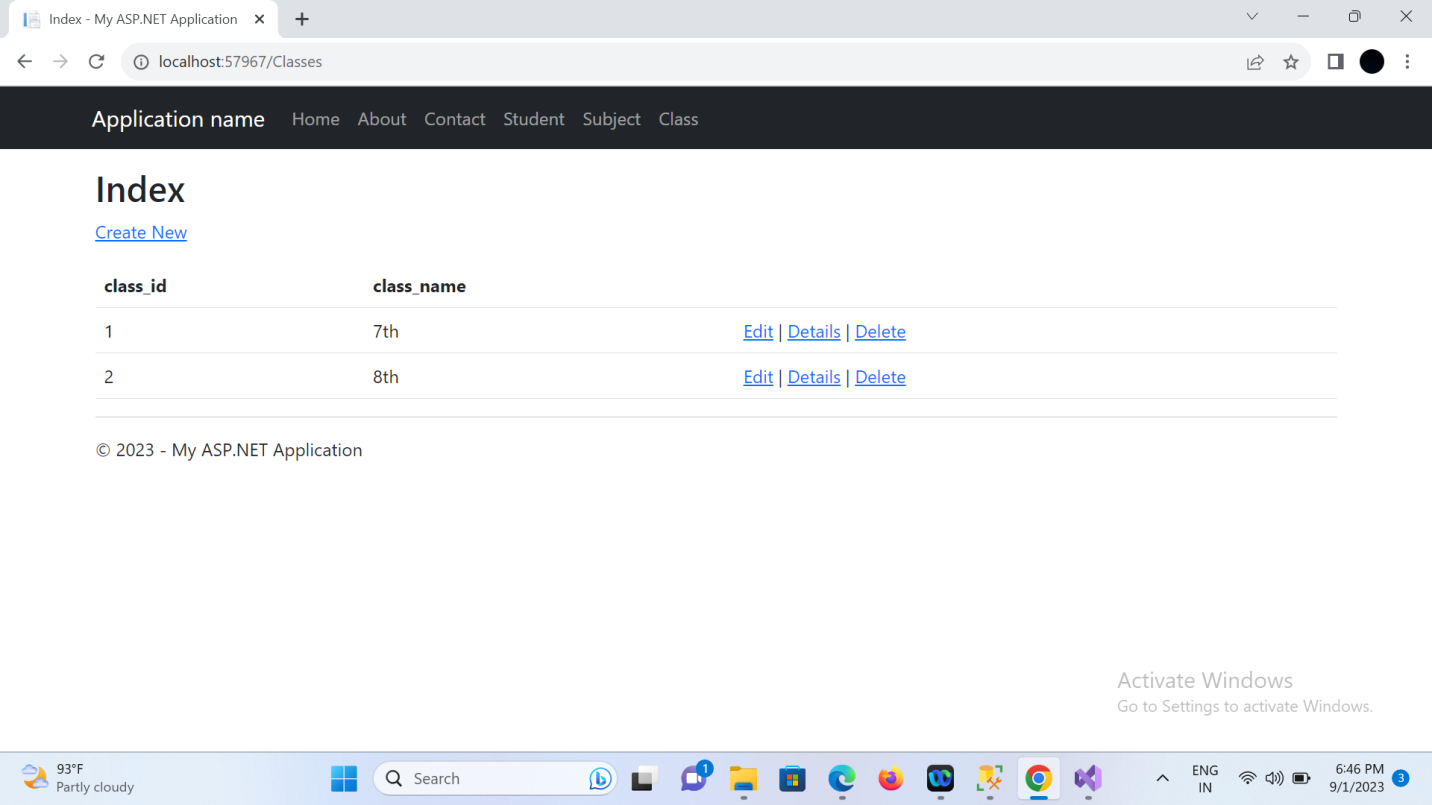 Index - My ASP.NET Application
localhost:57967/Classes
Application name Home About Contact Student Subject Class
Index
Create New
class_id class_name
1 7th Edit | Details | Delete
2 8th Edit | Details | Delete
© 2023 - My ASP.NET Application
Activate Windows
Go to Settings to activate Windows.
93°F
Partly cloudy
Search
1
ENG
IN
6:46 PM
9/1/2023
3